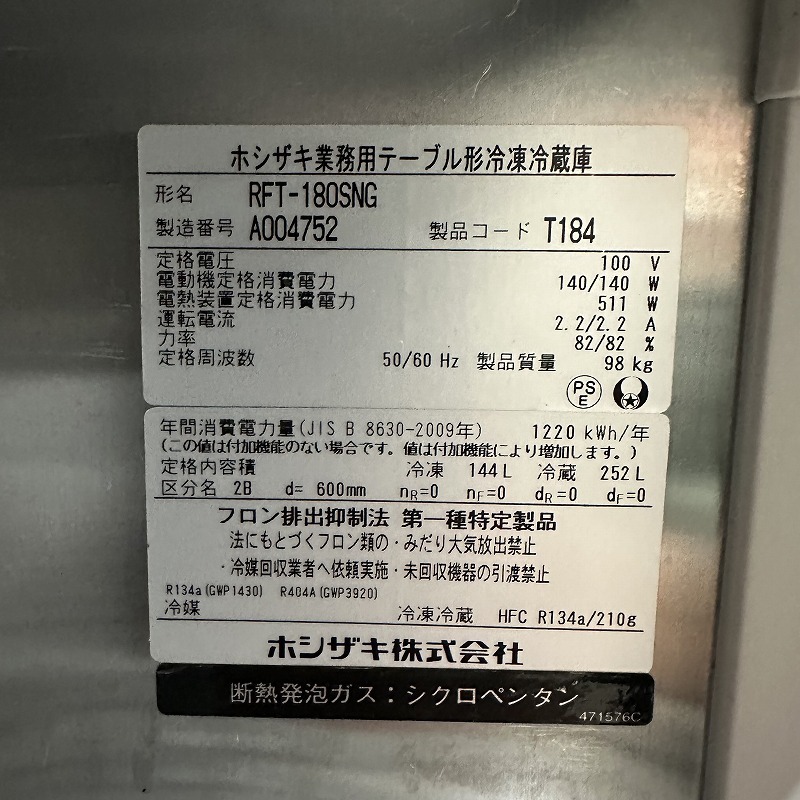 ホシザキ業務用テーブル形冷凍冷蔵庫
形名 RFT-180SNG
製造番号 A004752 製品コード T184
定格電圧 100 V
電動機定格消費電力 140/140 W
電熱装置定格消費電力 511 W
運転電流 2.2/2.2 A
力率 82/82 %
定格周波数 50/60 Hz 製品質量 98 kg
PS E
年間消費電力量(JIS B 8630-2009年) 1220 kWh/年
(この値は付加機能のない場合です。値は付加機能により増加します。)
定格内容積 冷凍 144 L 冷蔵 252 L
区分名 2B d= 600mm nR=0 nF=0 dR=0 dF=0
フロン排出抑制法 第一種特定製品
法にもとづくフロン類の・みだり大気放出禁止
・冷媒回収業者へ依頼実施・未回収機器の引渡禁止
R134a(GWP1430) R404A(GWP3920)
冷媒 冷凍冷蔵 HFC R134a/210g
ホシザキ株式会社
断熱発泡ガス：シクロペンタン
471576C